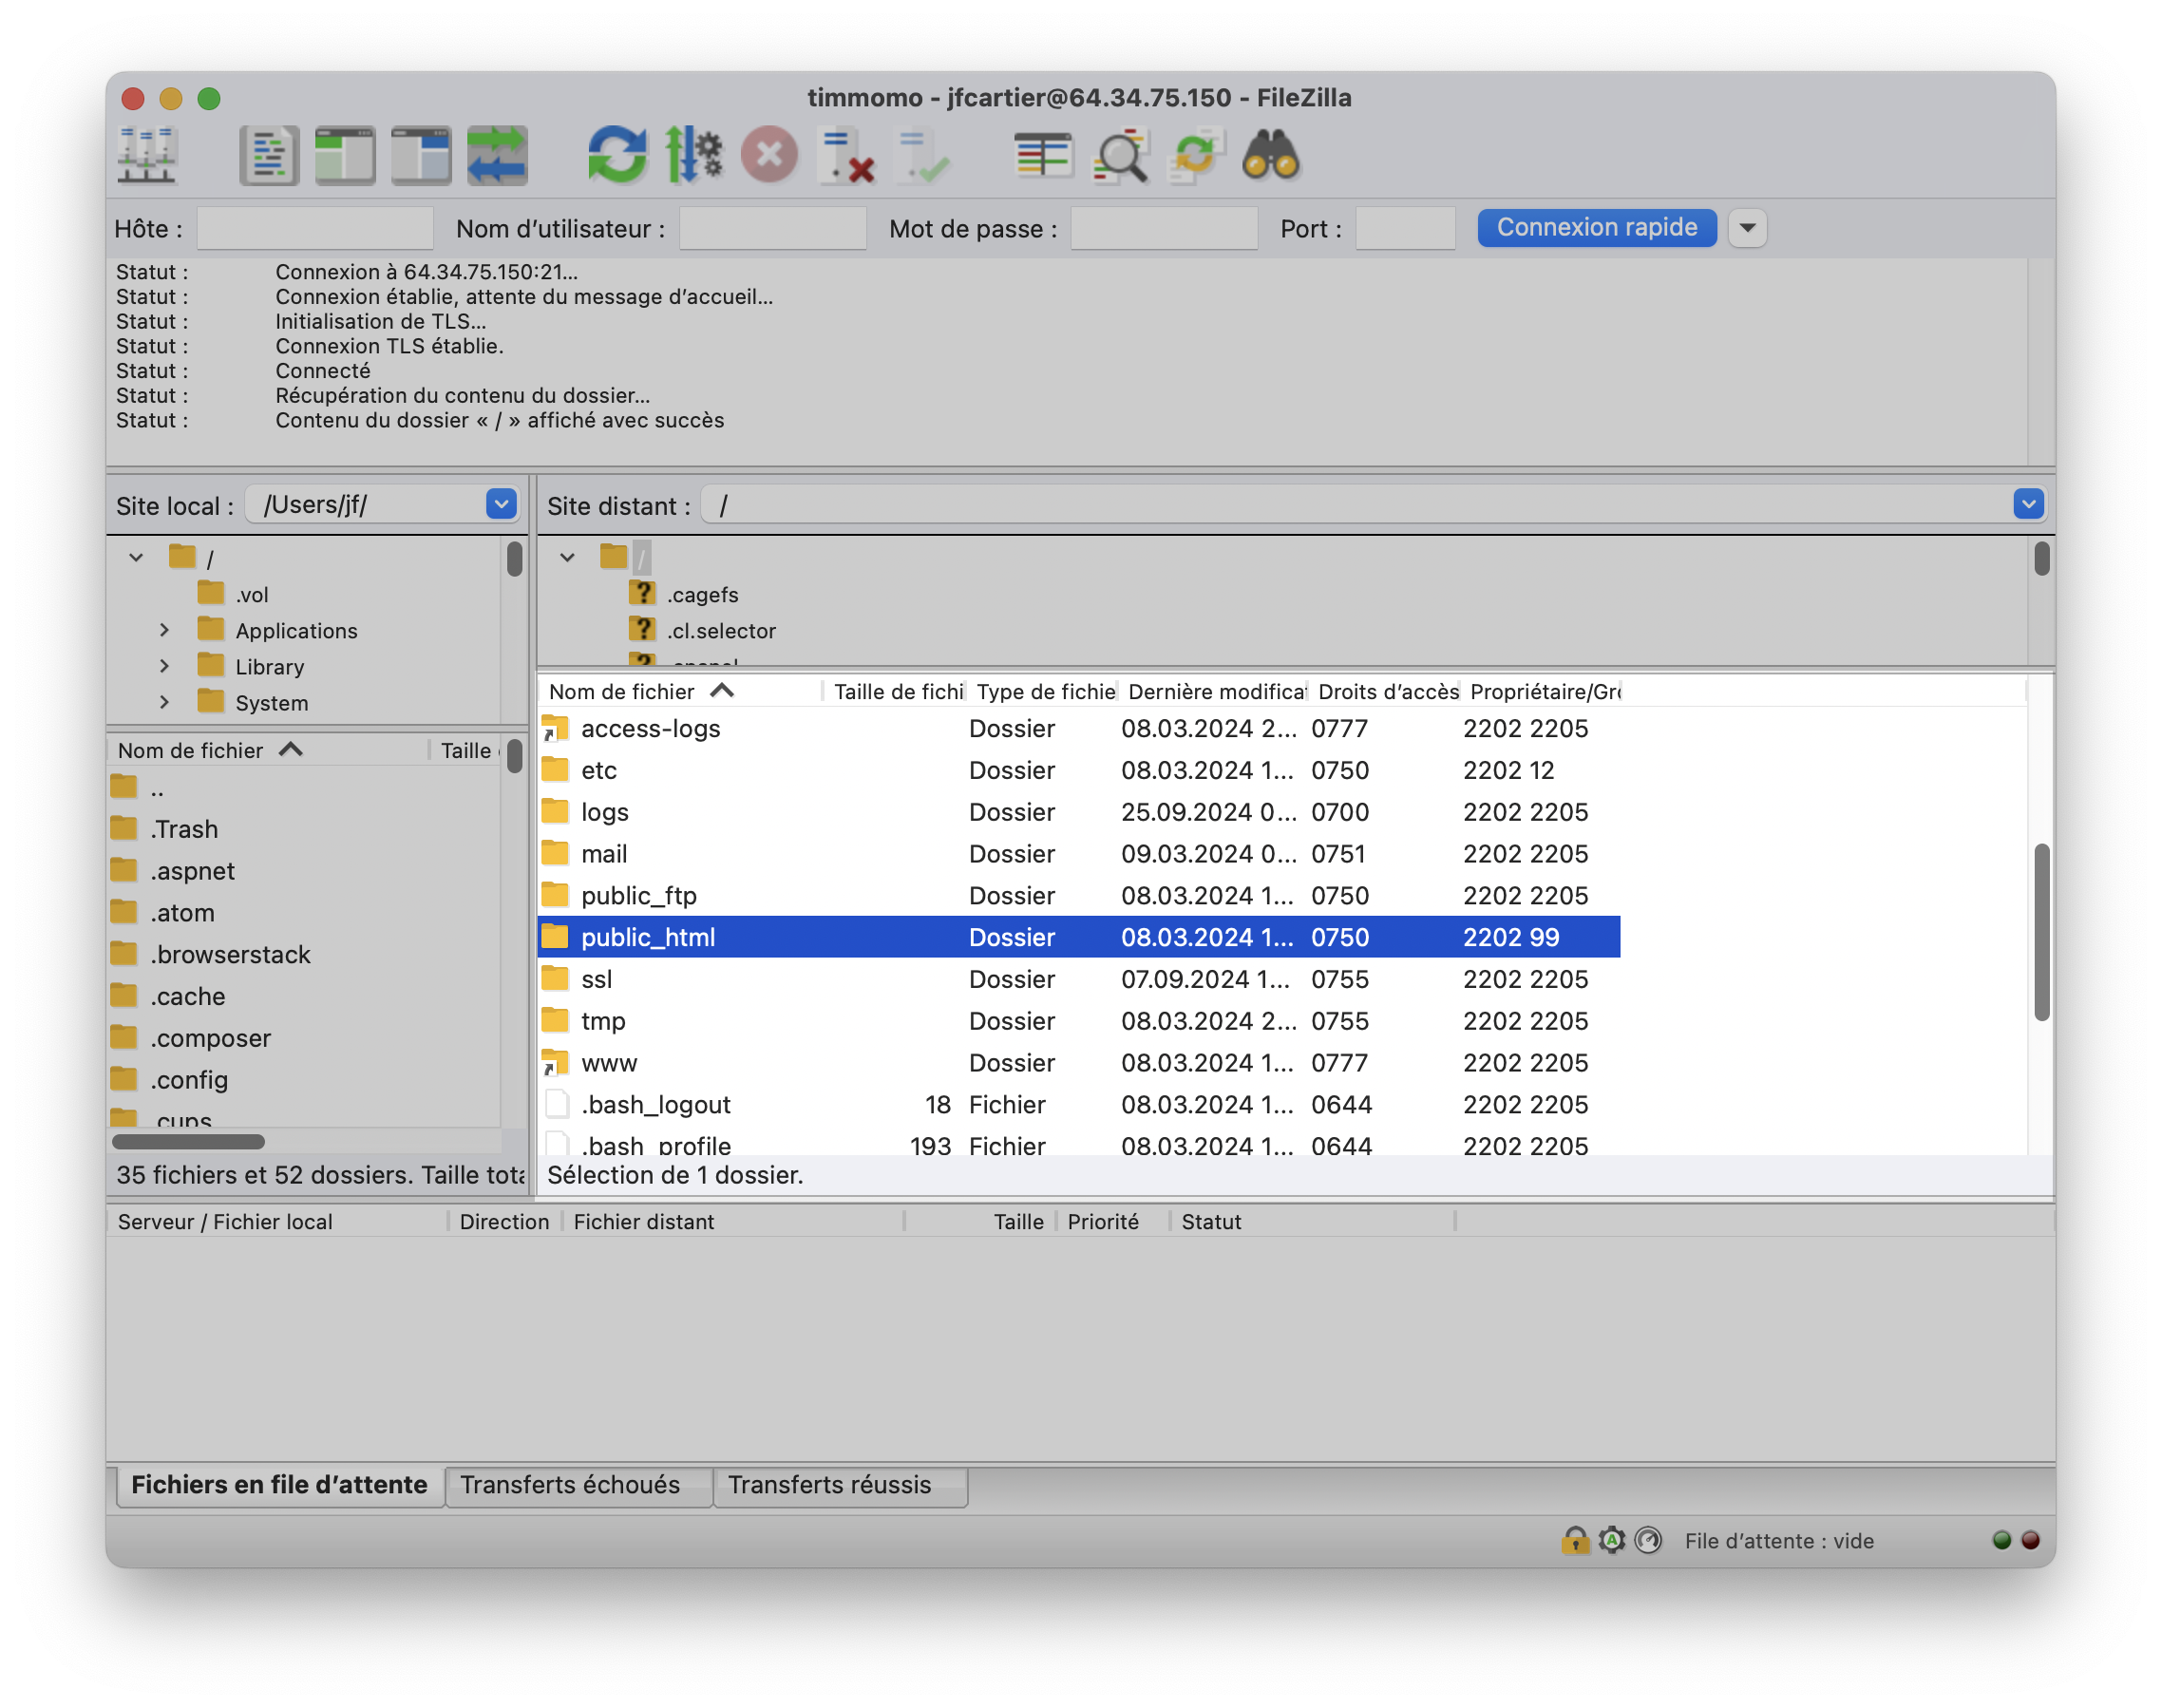 timmomo - jfcartier@64.34.75.150 - FileZilla
Hôte : Nom d’utilisateur : Mot de passe : Port : Connexion rapide
Statut : Connexion à 64.34.75.150:21...
Statut : Connexion établie, attente du message d’accueil...
Statut : Initialisation de TLS...
Statut : Connexion TLS établie.
Statut : Connecté
Statut : Récupération du contenu du dossier...
Statut : Contenu du dossier « / » affiché avec succès
Site local : /Users/jf/
/
.vol
Applications
Library
System
Nom de fichier Taille
..
.Trash
.aspnet
.atom
.browserstack
.cache
.composer
.config
.cups
35 fichiers et 52 dossiers. Taille tota
Site distant : /
/
? .cagefs
? .cl.selector
?
Nom de fichier Taille de fichi Type de fichie Dernière modifica Droits d’accès Propriétaire/Gro
access-logs Dossier 08.03.2024 2... 0777 2202 2205
etc Dossier 08.03.2024 1... 0750 2202 12
logs Dossier 25.09.2024 0... 0700 2202 2205
mail Dossier 09.03.2024 0... 0751 2202 2205
public_ftp Dossier 08.03.2024 1... 0750 2202 2205
public_html Dossier 08.03.2024 1... 0750 2202 99
ssl Dossier 07.09.2024 1... 0755 2202 2205
tmp Dossier 08.03.2024 2... 0755 2202 2205
www Dossier 08.03.2024 1... 0777 2202 2205
.bash_logout 18 Fichier 08.03.2024 1... 0644 2202 2205
.bash_profile 193 Fichier 08.03.2024 1... 0644 2202 2205
Sélection de 1 dossier.
Serveur / Fichier local Direction Fichier distant Taille Priorité Statut
Fichiers en file d’attente Transferts échoués Transferts réussis
A File d’attente : vide